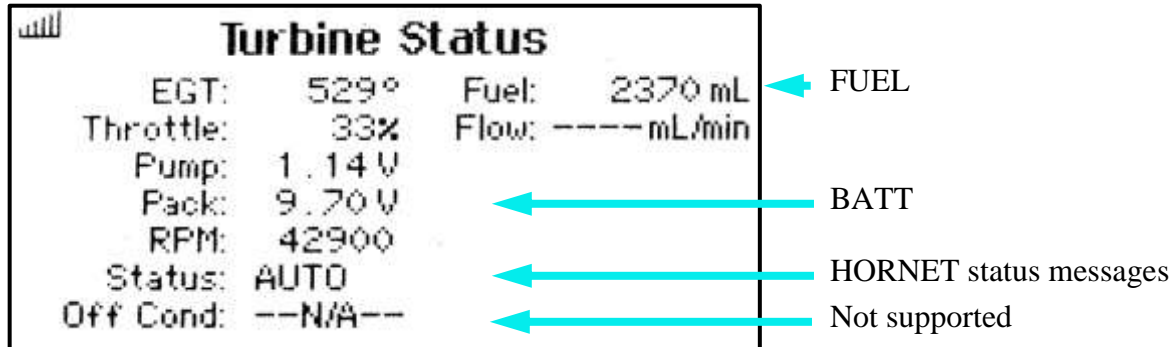 Turbine Status
EGT: 529° Fuel: 2370 mL FUEL
Throttle: 33% Flow: ----mL/min
Pump: 1.14 V
Pack: 9.70 V BATT
RPM: 42900
Status: AUTO HORNET status messages
Off Cond: --N/A-- Not supported